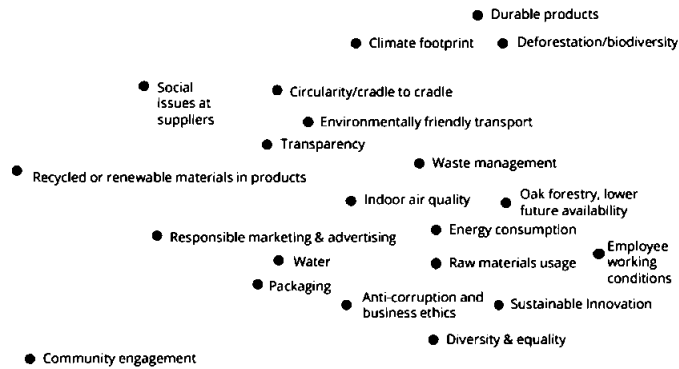 Durable products
Climate footprint
Deforestation/biodiversity
Social
issues at
suppliers
Circularity/cradle to cradle
Environmentally friendly transport
Transparency
Waste management
Recycled or renewable materials in products
Indoor air quality
Oak forestry, lower
future availability
Energy consumption
Responsible marketing & advertising
Employee
working
conditions
Water
Raw materials usage
Packaging
Anti-corruption and
business ethics
Sustainable Innovation
Diversity & equality
Community engagement